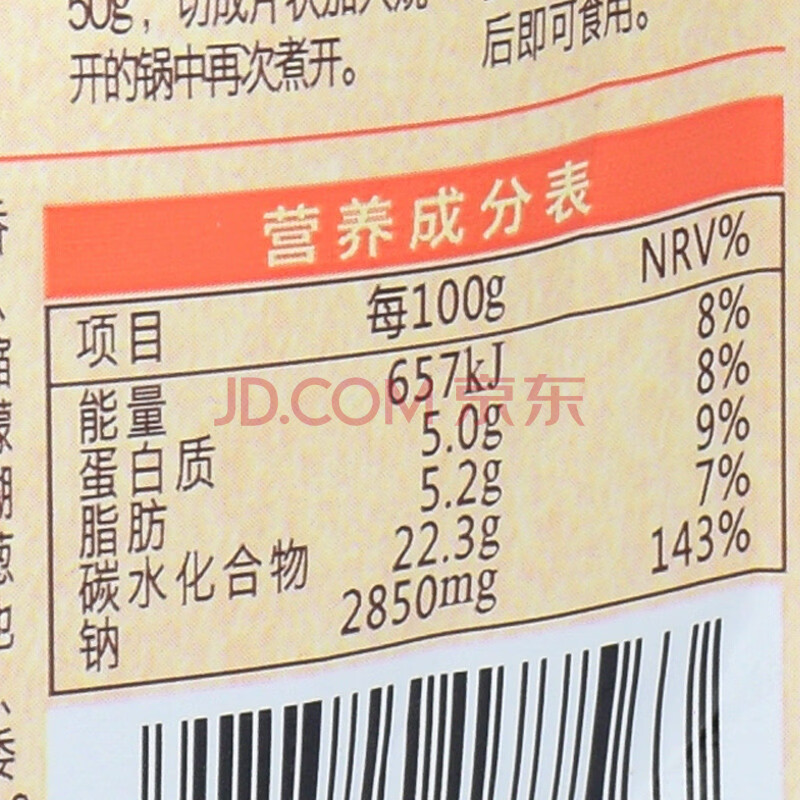 开的锅中再次煮开。
后即可食用。
营养成分表
项目 每100g NRV%
能量 657kJ 8%
蛋白质 5.0g 8%
脂肪 5.2g 9%
碳水化合物 22.3g 7%
钠 2850mg 143%
JD.COM 京东